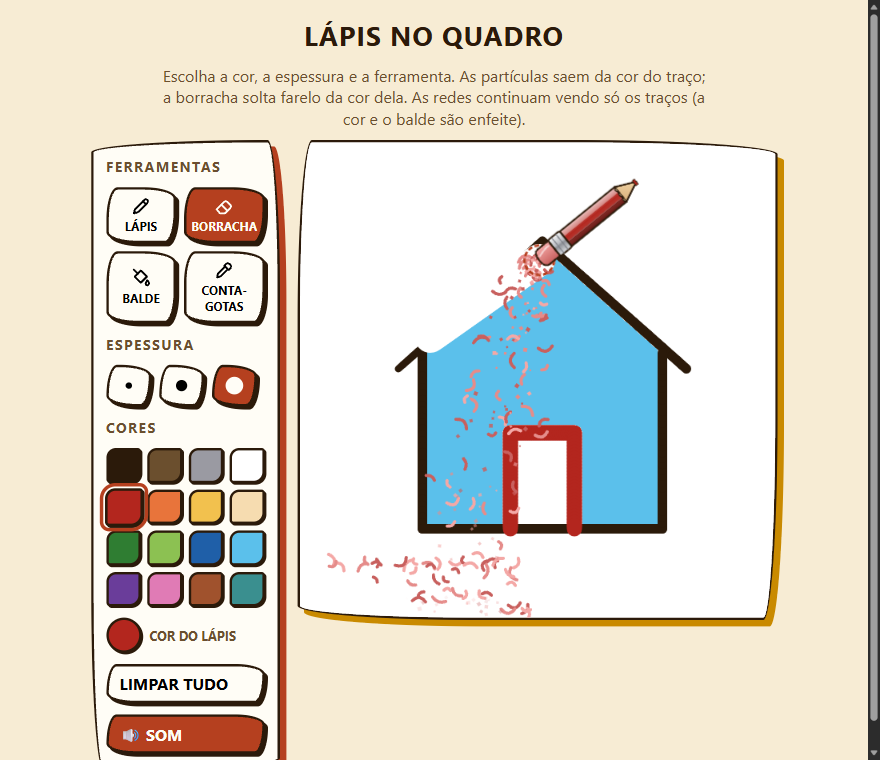 LÁPIS NO QUADRO
Escolha a cor, a espessura e a ferramenta. As partículas saem da cor do traço;
a borracha solta farelo da cor dela. As redes continuam vendo só os traços (a
cor e o balde são enfeite).
FERRAMENTAS
LÁPIS
BORRACHA
BALDE
CONTA-
GOTAS
ESPESSURA
CORES
COR DO LÁPIS
LIMPAR TUDO
SOM